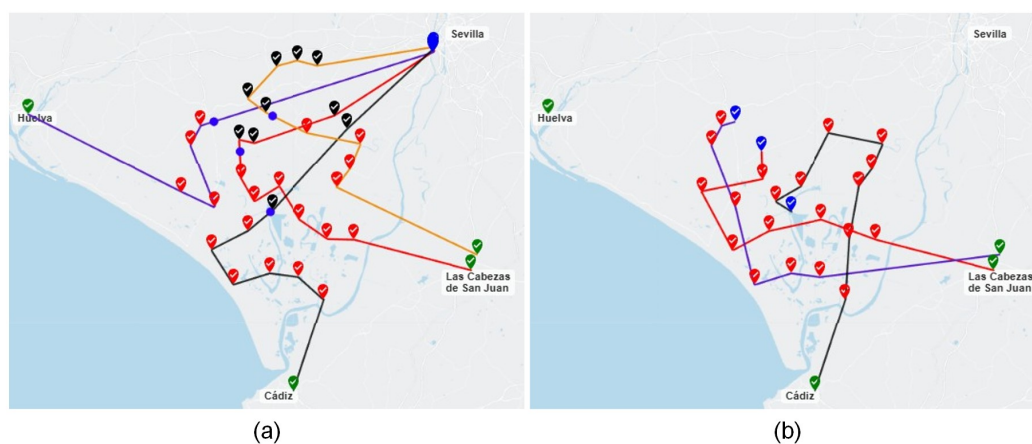 Sevilla
Huelva
Las Cabezas
de San Juan
Cádiz
(a)
Sevilla
Huelva
Las Cabezas
de San Juan
Cádiz
(b)